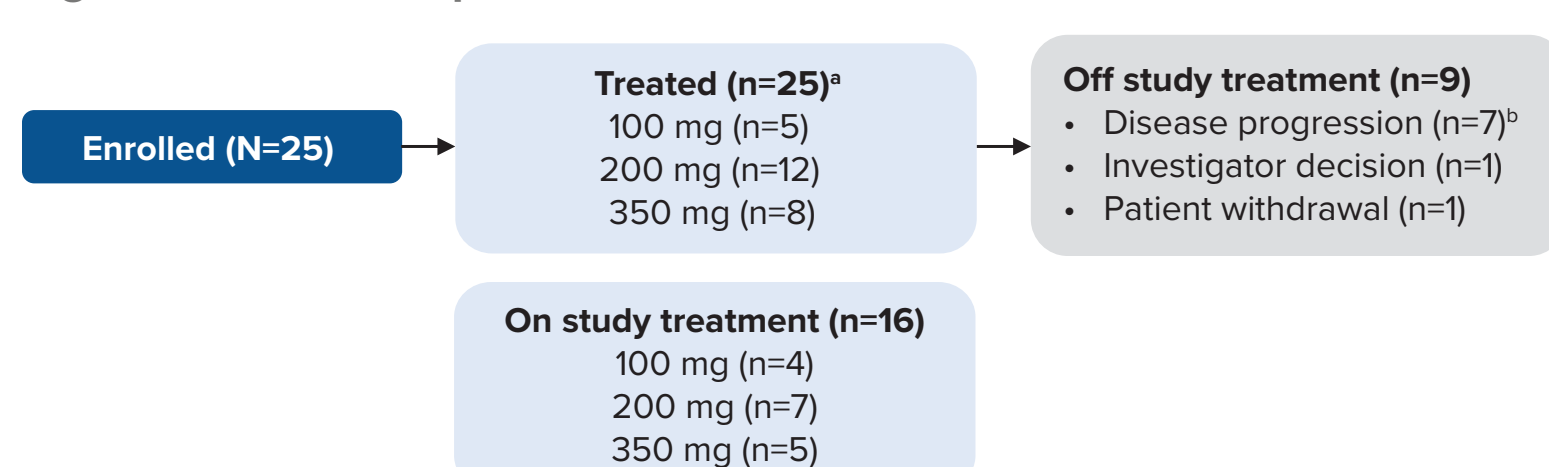 Enrolled (N=25)
Treated (n=25)ᵃ
100 mg (n=5)
200 mg (n=12)
350 mg (n=8)
Off study treatment (n=9)
• Disease progression (n=7)ᵇ
• Investigator decision (n=1)
• Patient withdrawal (n=1)
On study treatment (n=16)
100 mg (n=4)
200 mg (n=7)
350 mg (n=5)